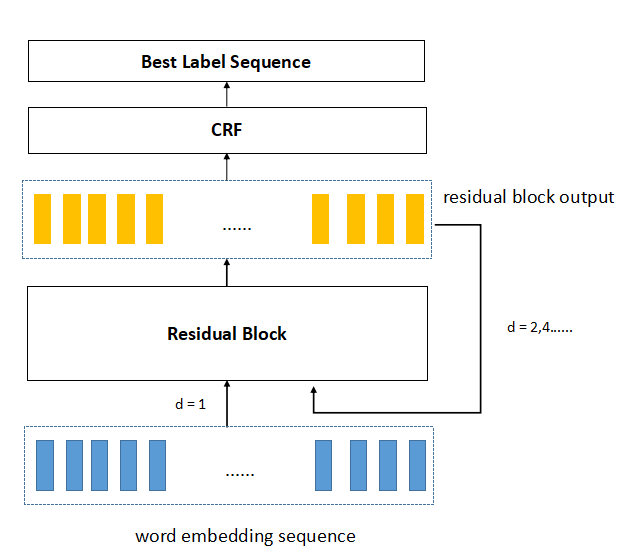 Best Label Sequence
CRF
residual block output
......
Residual Block
d = 2,4......
d = 1
......
word embedding sequence